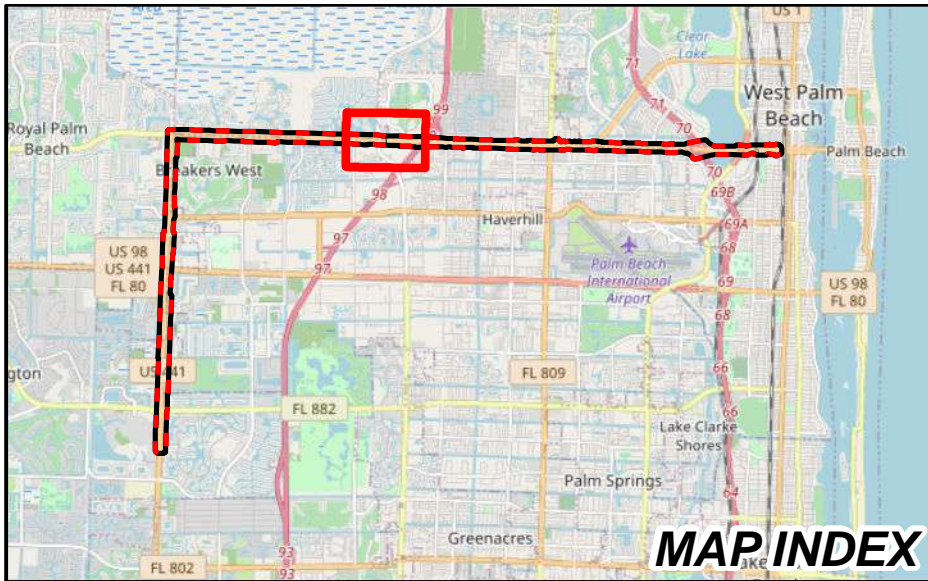 US 1
Clear
Lake
71
99
71
West Palm
Beach
Royal Palm
Beach
70
Palm Beach
Breakers West
70
98
69B
Haverhill
69A
97
68
US 98
US 441
FL 80
97
Palm Beach
International
Airport
69
US 98
FL 80
68
gton
US 441
66
FL 809
FL 882
66
Lake Clarke
Shores
Palm Springs
64
Greenacres
93
93
FL 802
Lake
MAP INDEX